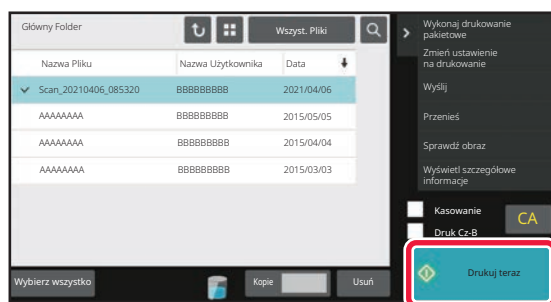 Główny Folder
Wszyst. Pliki
Nazwa Pliku Nazwa Użytkownika Data
Scan_20210406_085320 BBBBBBBBB 2021/04/06
AAAAAAAA BBBBBBBBB 2015/05/05
AAAAAAAA BBBBBBBBB 2015/04/04
AAAAAAAA BBBBBBBBB 2015/03/03
Wybierz wszystko Kopie Usuń
Wykonaj drukowanie
pakietowe
Zmień ustawienie
na drukowanie
Wyślij
Przenieś
Sprawdź obraz
Wyświetl szczegółowe
informacje
Kasowanie
CA
Druk Cz-B
Drukuj teraz